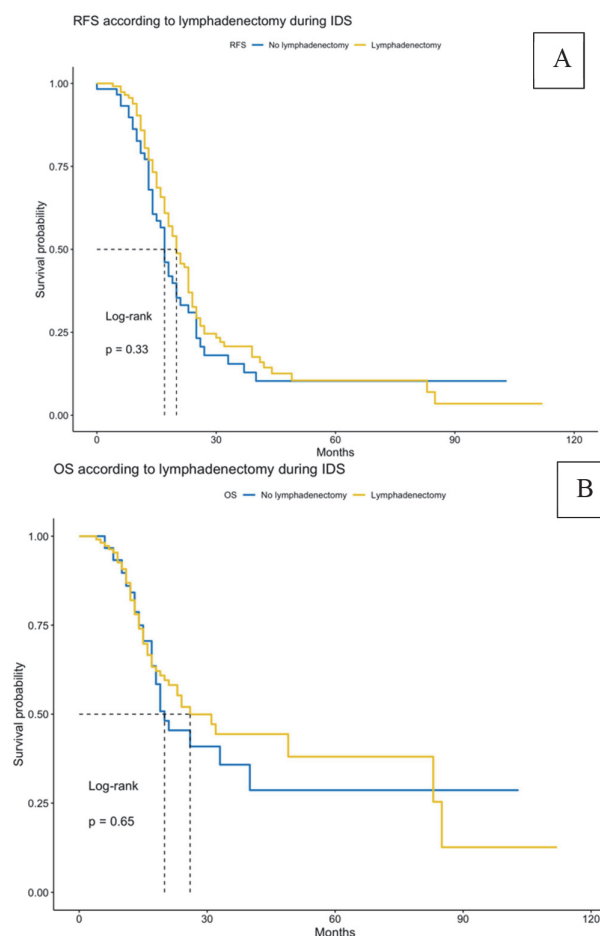 RFS according to lymphadenectomy during IDS
A
RFS No lymphadenectomy Lymphadenectomy
1.00
0.75
0.50
0.25
0.00
Survival probability
Log-rank
p = 0.33
0 30 60 90 120
Months
OS according to lymphadenectomy during IDS
B
OS No lymphadenectomy Lymphadenectomy
1.00
0.75
0.50
0.25
0.00
Survival probability
Log-rank
p = 0.65
0 30 60 90 120
Months